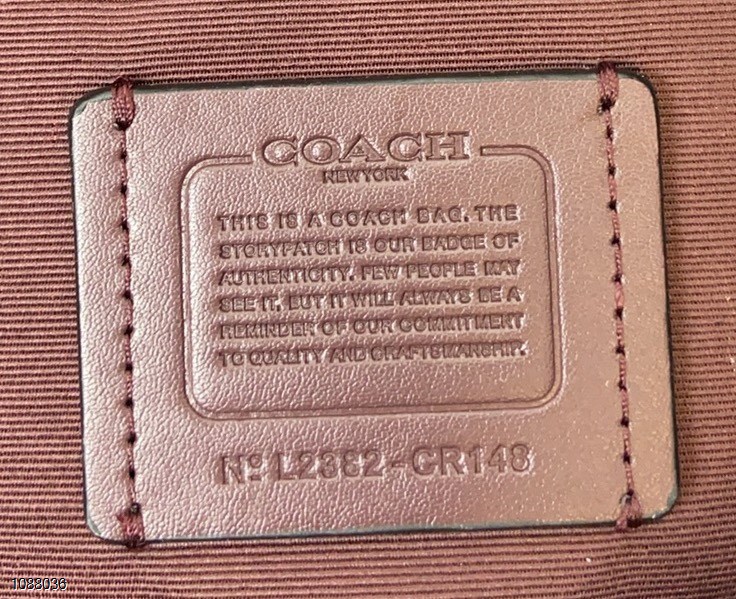 COACH
NEW YORK
THIS IS A COACH BAG. THE
STORYPATCH IS OUR BADGE OF
AUTHENTICITY. FEW PEOPLE MAY
SEE IT, BUT IT WILL ALWAYS BE A
REMINDER OF OUR COMMITMENT
TO QUALITY AND CRAFTSMANSHIP.
Nº L2382-CR148
1088036